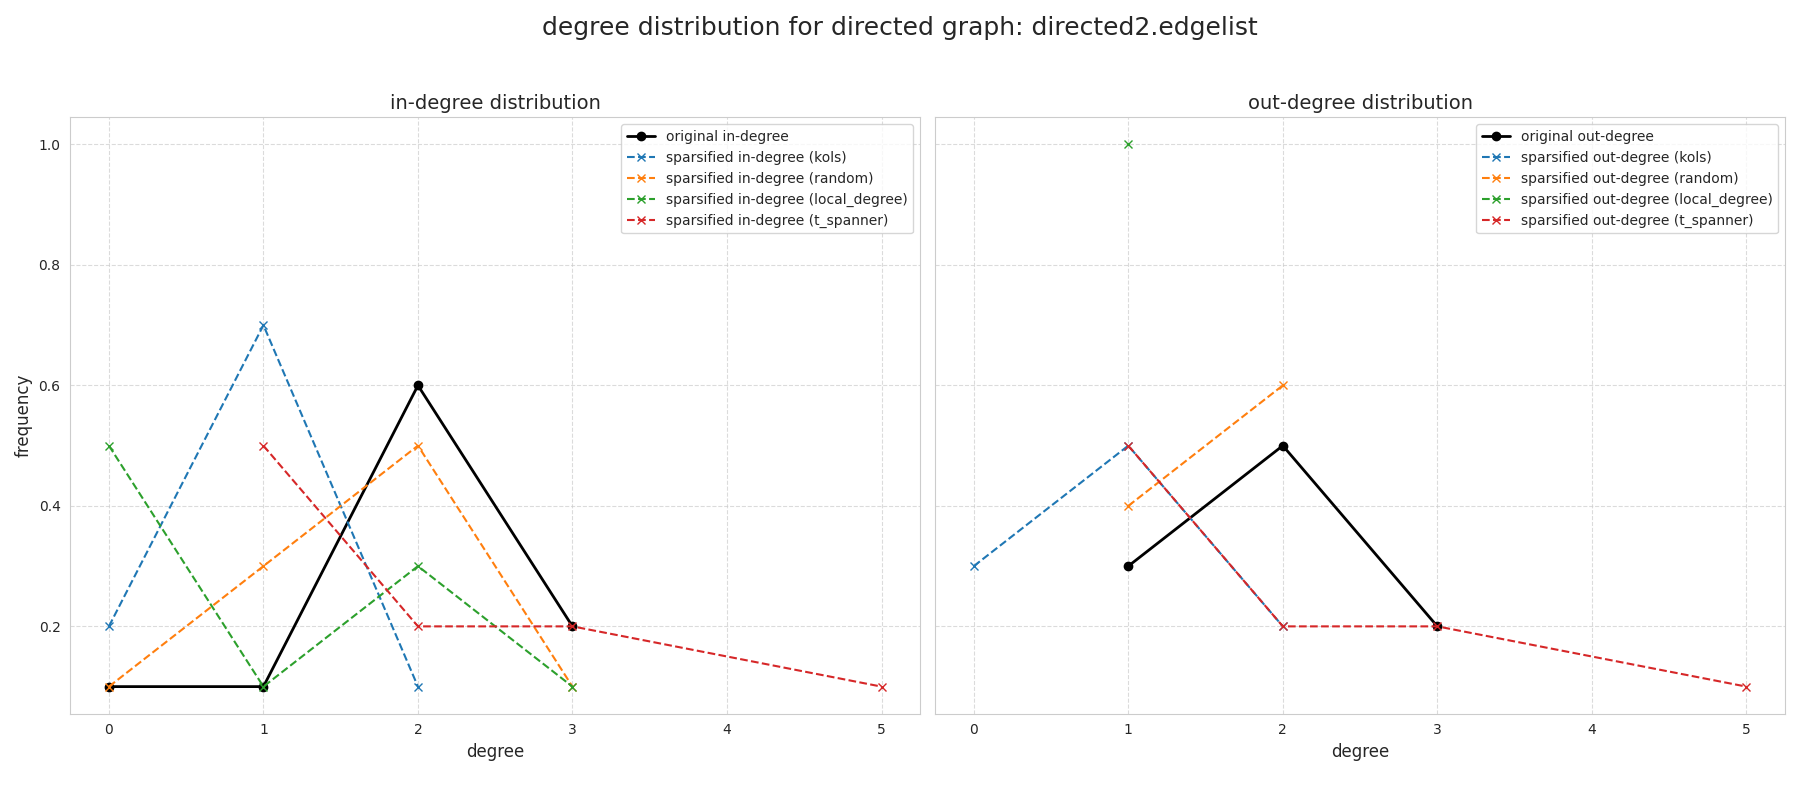 degree distribution for directed graph: directed2.edgelist
in-degree distribution
original in-degree
sparsified in-degree (kols)
sparsified in-degree (random)
sparsified in-degree (local_degree)
sparsified in-degree (t_spanner)
frequency
1.0
0.8
0.6
0.4
0.2
0 1 2 3 4 5
degree
out-degree distribution
original out-degree
sparsified out-degree (kols)
sparsified out-degree (random)
sparsified out-degree (local_degree)
sparsified out-degree (t_spanner)
0 1 2 3 4 5
degree